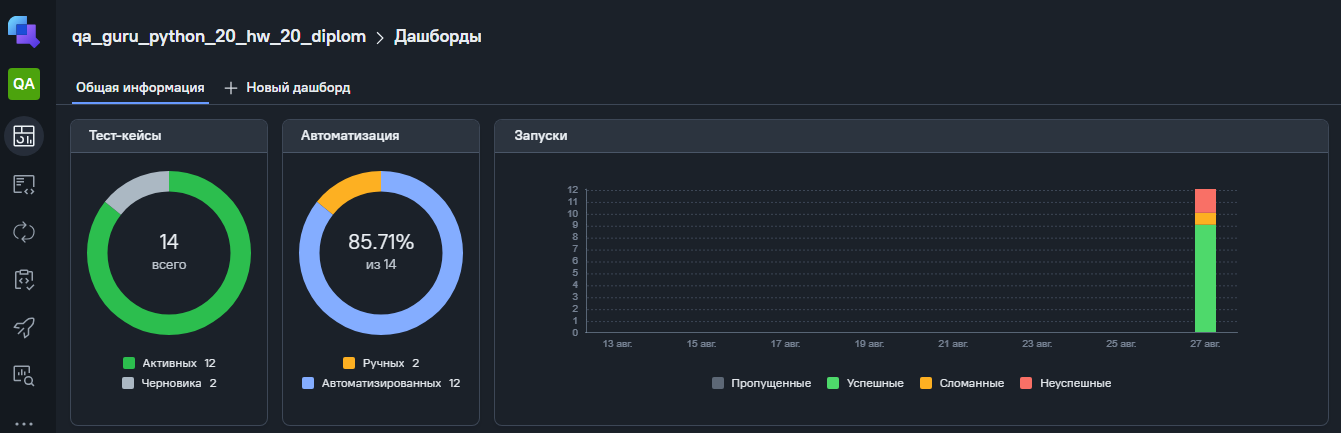 qa_guru_python_20_hw_20_diplom > Дашборды
QA
Общая информация + Новый дашборд
Тест-кейсы
14
всего
Активных 12
Черновика 2
Автоматизация
85.71%
из 14
Ручных 2
Автоматизированных 12
Запуски
12
11
10
9
8
7
6
5
4
3
2
1
0
13 авг. 15 авг. 17 авг. 19 авг. 21 авг. 23 авг. 25 авг. 27 авг.
Пропущенные Успешные Сломанные Неуспешные